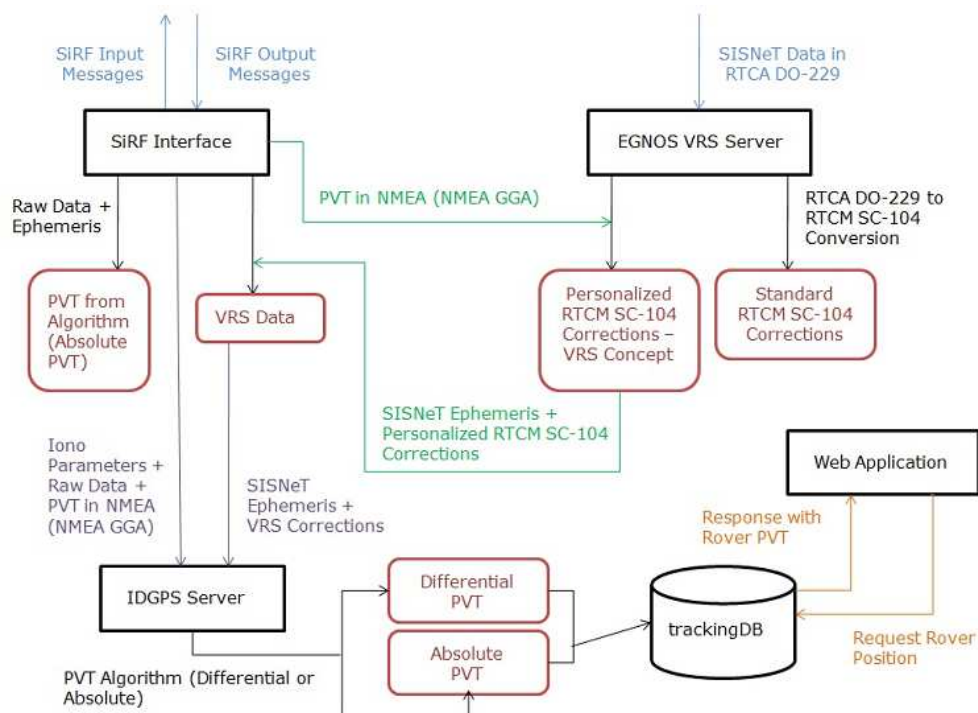 SiRF Input
Messages
SiRF Output
Messages
SISNeT Data in
RTCA DO-229
SiRF Interface
EGNOS VRS Server
PVT in NMEA (NMEA GGA)
Raw Data +
Ephemeris
RTCA DO-229 to
RTCM SC-104
Conversion
PVT from
Algorithm
(Absolute
PVT)
VRS Data
Personalized
RTCM SC-104
Corrections –
VRS Concept
Standard
RTCM SC-104
Corrections
SISNeT Ephemeris +
Personalized RTCM SC-104
Corrections
Iono
Parameters +
Raw Data +
PVT in NMEA
(NMEA GGA)
SISNeT
Ephemeris +
VRS Corrections
Web Application
Response with
Rover PVT
IDGPS Server
Differential
PVT
trackingDB
Absolute
PVT
Request Rover
Position
PVT Algorithm (Differential or
Absolute)